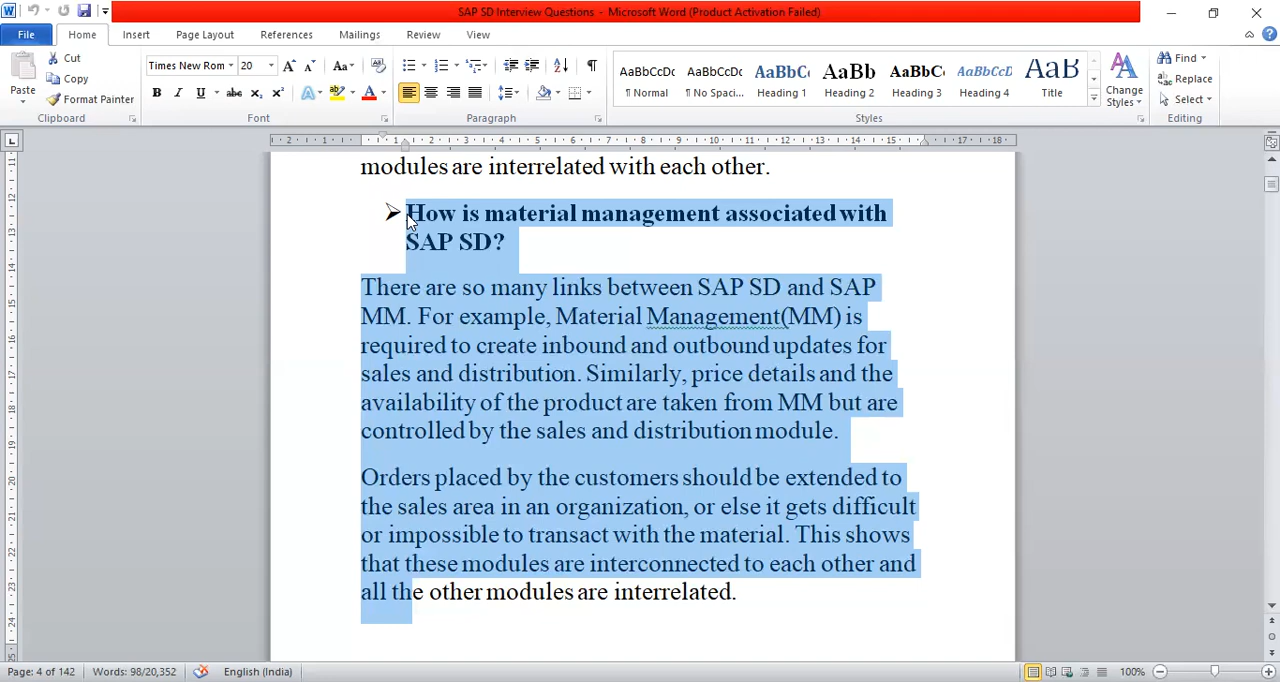 SAP SD Interview Questions - Microsoft Word (Product Activation Failed)
File Home Insert Page Layout References Mailings Review View
Paste Cut Copy Format Painter Clipboard
Times New Rom 20 Font
Paragraph
AaBbCcDc ¶ Normal AaBbCcDc ¶ No Spaci... AaBbC Heading 1 AaBb Heading 2 AaBbC Heading 3 AaBbCc Heading 4 AaB Title Change Styles Styles
Find Replace Select Editing
modules are interrelated with each other.
➢ How is material management associated with
SAP SD?
There are so many links between SAP SD and SAP
MM. For example, Material Management(MM) is
required to create inbound and outbound updates for
sales and distribution. Similarly, price details and the
availability of the product are taken from MM but are
controlled by the sales and distribution module.
Orders placed by the customers should be extended to
the sales area in an organization, or else it gets difficult
or impossible to transact with the material. This shows
that these modules are interconnected to each other and
all the other modules are interrelated.
Page: 4 of 142 Words: 98/20,352 English (India) 100%